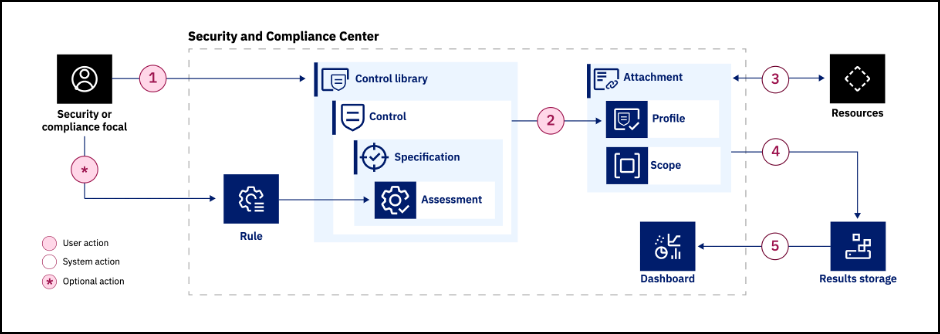 Security and Compliance Center
1
Control library
Attachment
3
Security or
compliance focal
Resources
Control
2
Profile
*
Specification
4
Scope
Assessment
Rule
User action
System action
* Optional action
5
Dashboard
Results storage